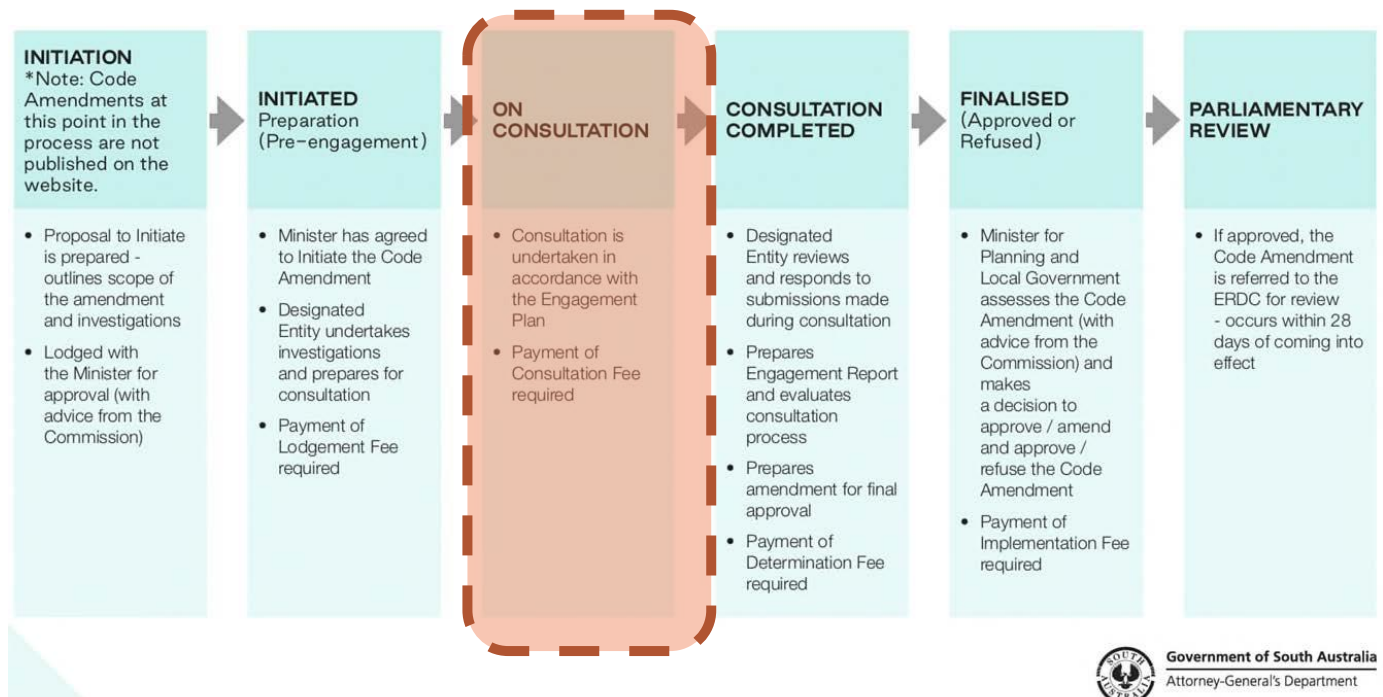 INITIATION
*Note: Code
Amendments at
this point in the
process are not
published on the
website.
• Proposal to Initiate
is prepared -
outlines scope of
the amendment
and investigations
• Lodged with
the Minister for
approval (with
advice from the
Commission)
INITIATED
Preparation
(Pre-engagement)
• Minister has agreed
to Initiate the Code
Amendment
• Designated
Entity undertakes
investigations
and prepares for
consultation
• Payment of
Lodgement Fee
required
ON
CONSULTATION
• Consultation is
undertaken in
accordance with
the Engagement
Plan
• Payment of
Consultation Fee
required
CONSULTATION
COMPLETED
• Designated
Entity reviews
and responds to
submissions made
during consultation
• Prepares
Engagement Report
and evaluates
consultation
process
• Prepares
amendment for final
approval
• Payment of
Determination Fee
required
FINALISED
(Approved or
Refused)
• Minister for
Planning and
Local Government
assesses the Code
Amendment (with
advice from the
Commission) and
makes
a decision to
approve / amend
and approve /
refuse the Code
Amendment
• Payment of
Implementation Fee
required
PARLIAMENTARY
REVIEW
• If approved, the
Code Amendment
is referred to the
ERDC for review
- occurs within 28
days of coming into
effect
SOUTH
AUSTRALIA
Government of South Australia
Attorney-General's Department